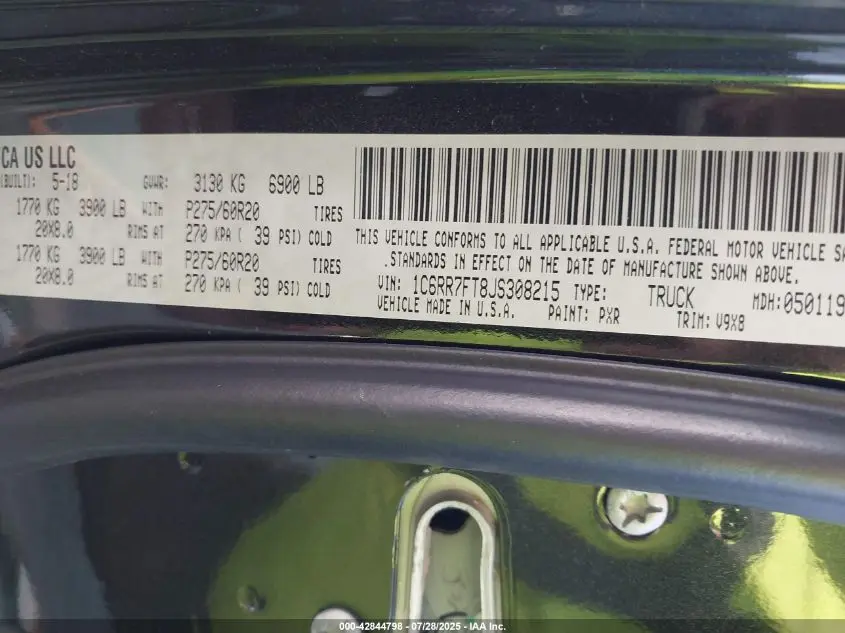 CA US LLC
(BUILT): 5-18 GVWR: 3130 KG 6900 LB
1770 KG 3900 LB WITH P275/60R20 TIRES
20X8.0 RIMS AT 270 KPA ( 39 PSI) COLD
1770 KG 3900 LB WITH P275/60R20 TIRES
20X8.0 RIMS AT 270 KPA ( 39 PSI) COLD
THIS VEHICLE CONFORMS TO ALL APPLICABLE U.S.A. FEDERAL MOTOR VEHICLE SA
.STANDARDS IN EFFECT ON THE DATE OF MANUFACTURE SHOWN ABOVE.
VIN: 1C6RR7FT8JS308215 TYPE: TRUCK MDH: 050119
VEHICLE MADE IN U.S.A. PAINT: PXR TRIM: V9X8
000-42844798 - 07/28/2025 - IAA Inc.